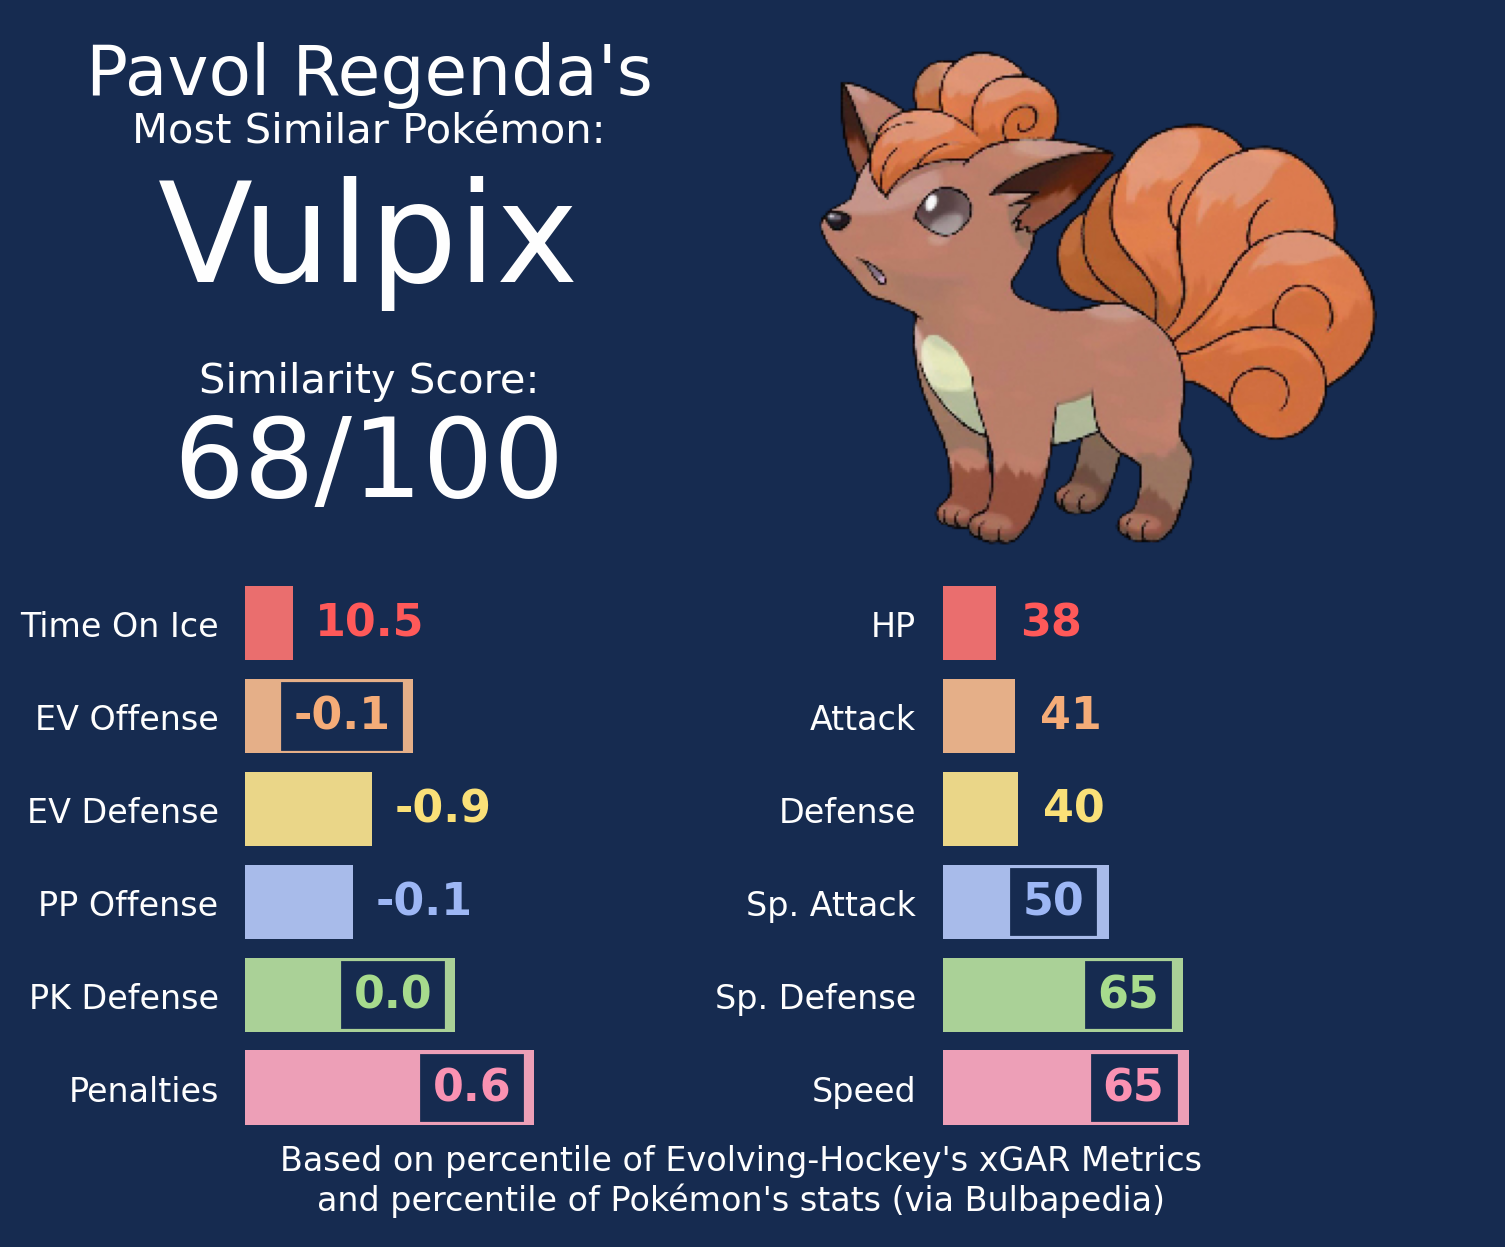 Pavol Regenda's
Most Similar Pokémon:
Vulpix
Similarity Score:
68/100
Time On Ice 10.5
EV Offense -0.1
EV Defense -0.9
PP Offense -0.1
PK Defense 0.0
Penalties 0.6
HP 38
Attack 41
Defense 40
Sp. Attack 50
Sp. Defense 65
Speed 65
Based on percentile of Evolving-Hockey's xGAR Metrics
and percentile of Pokémon's stats (via Bulbapedia)